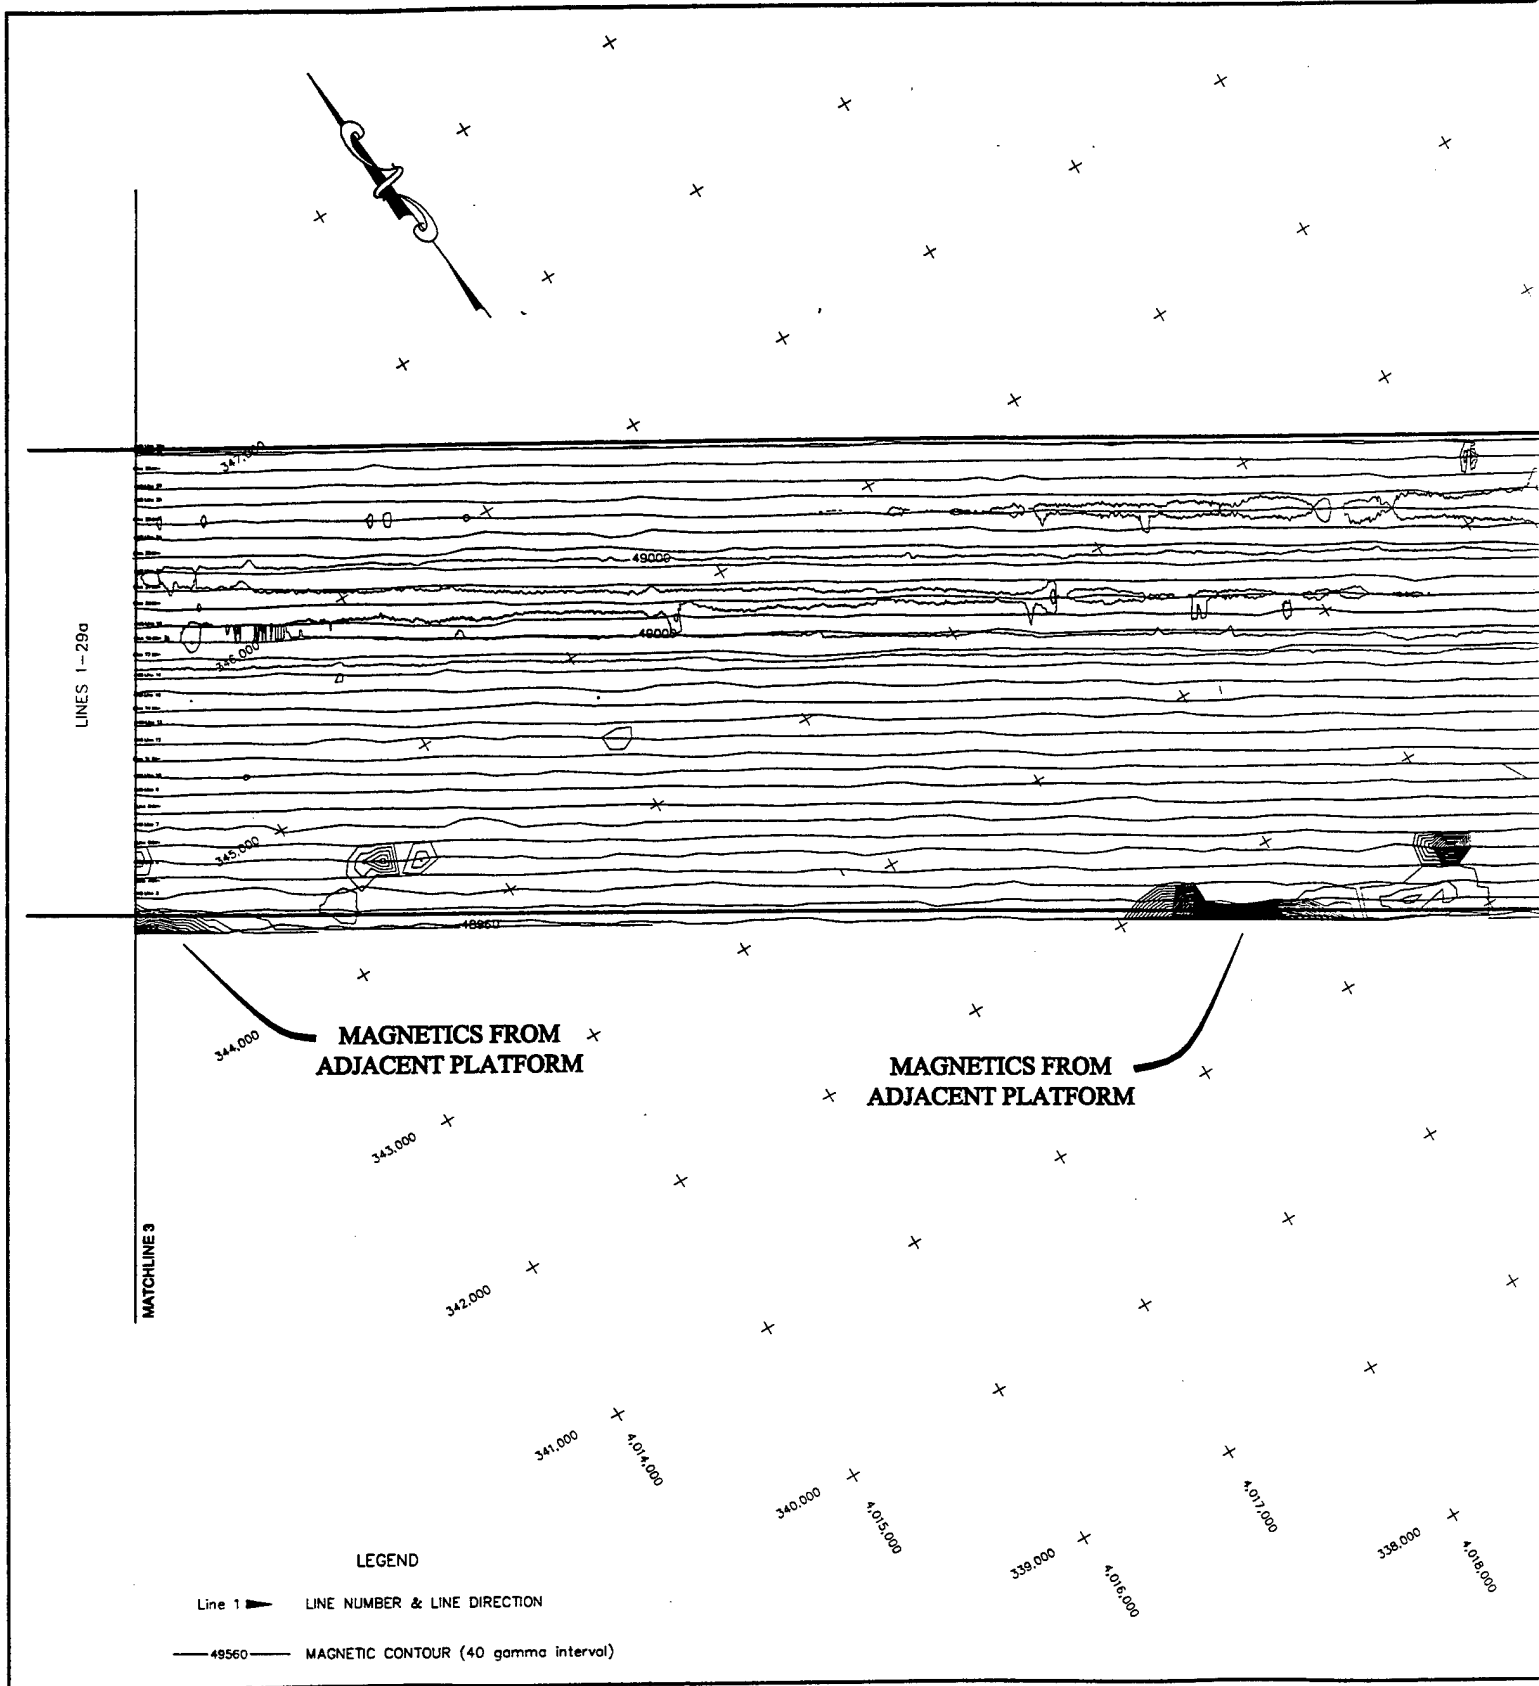 347,000
49000
49000
346,000
LINES 1-29a
345,000
48960
MAGNETICS FROM
ADJACENT PLATFORM
MAGNETICS FROM
ADJACENT PLATFORM
344,000
343,000
342,000
MATCHLINE 3
341,000
4,014,000
340,000
4,015,000
339,000
4,016,000
4,017,000
338,000
4,018,000
LEGEND
Line 1 LINE NUMBER & LINE DIRECTION
49560 MAGNETIC CONTOUR (40 gamma interval)